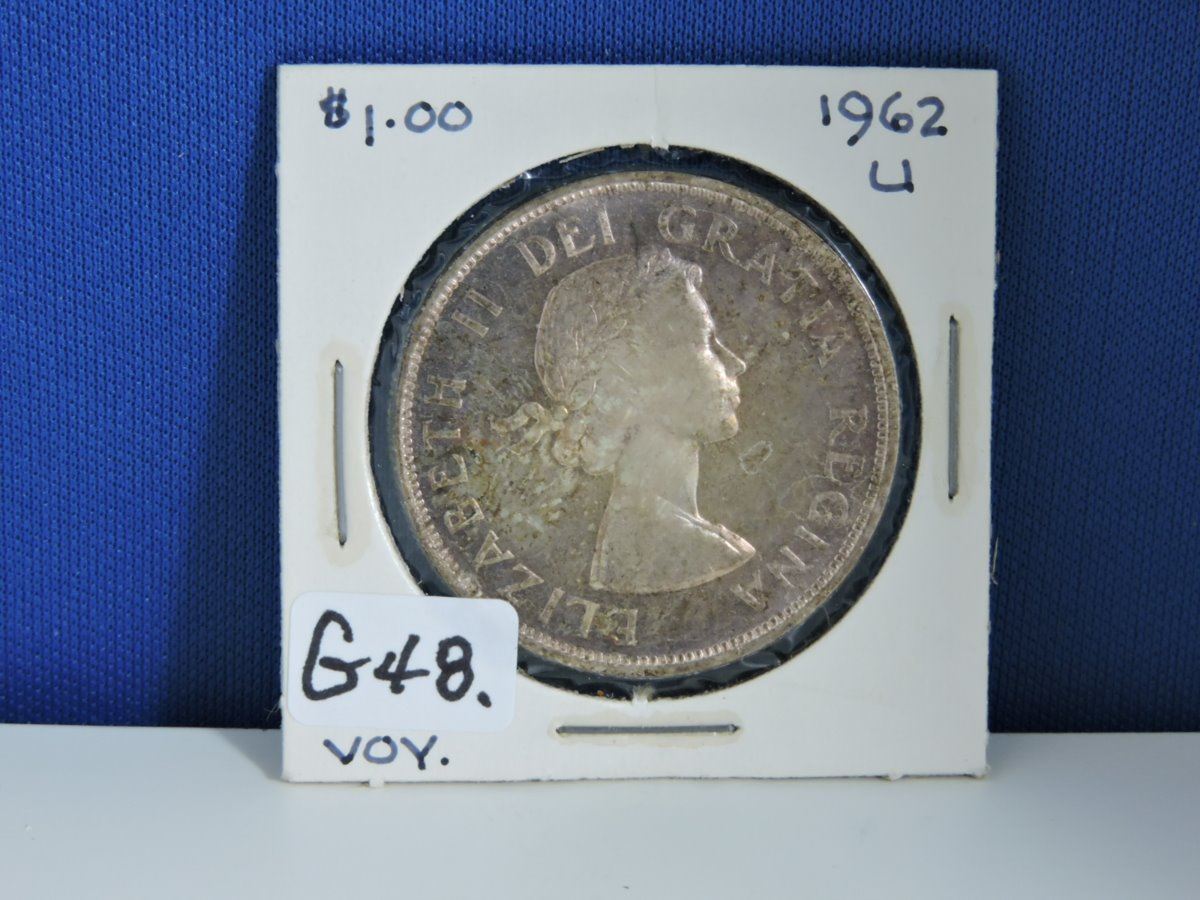 $1.00
1962
U
ELIZABETH II DEI GRATIA REGINA
G48.
VOY.